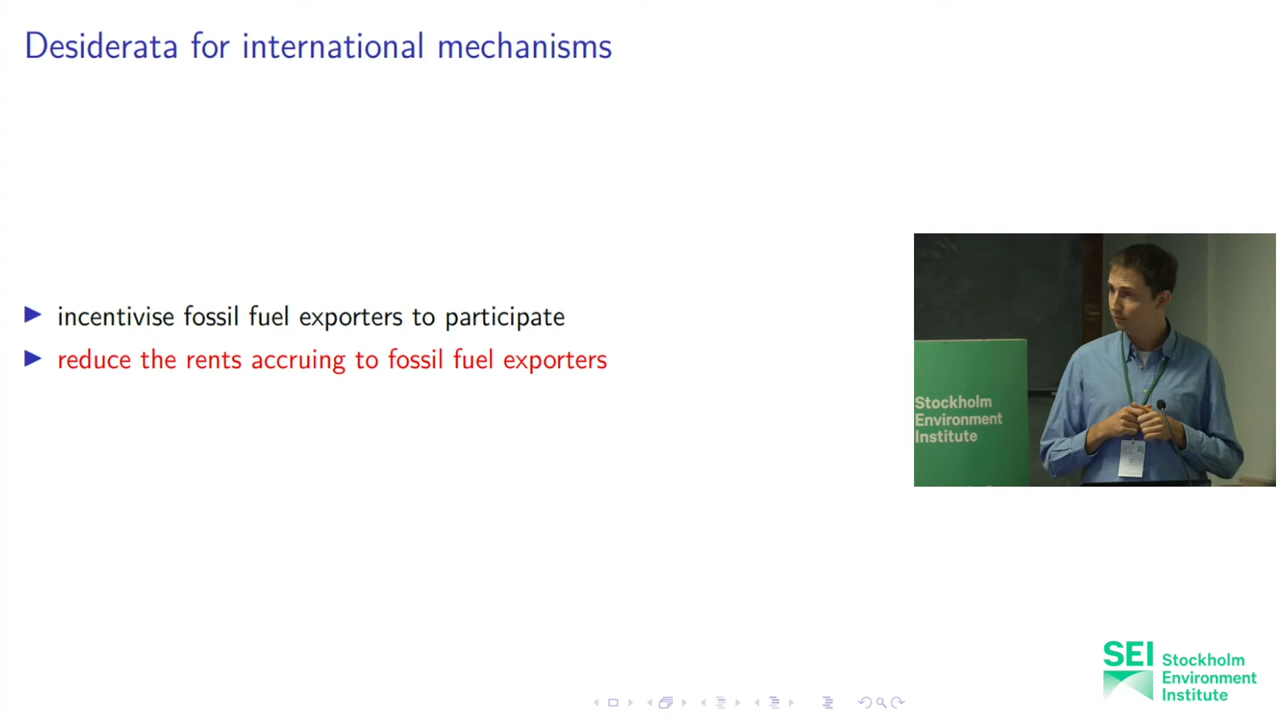 Desiderata for international mechanisms
incentivise fossil fuel exporters to participate
reduce the rents accruing to fossil fuel exporters
Stockholm
Environment
Institute
SEI Stockholm
Environment
Institute